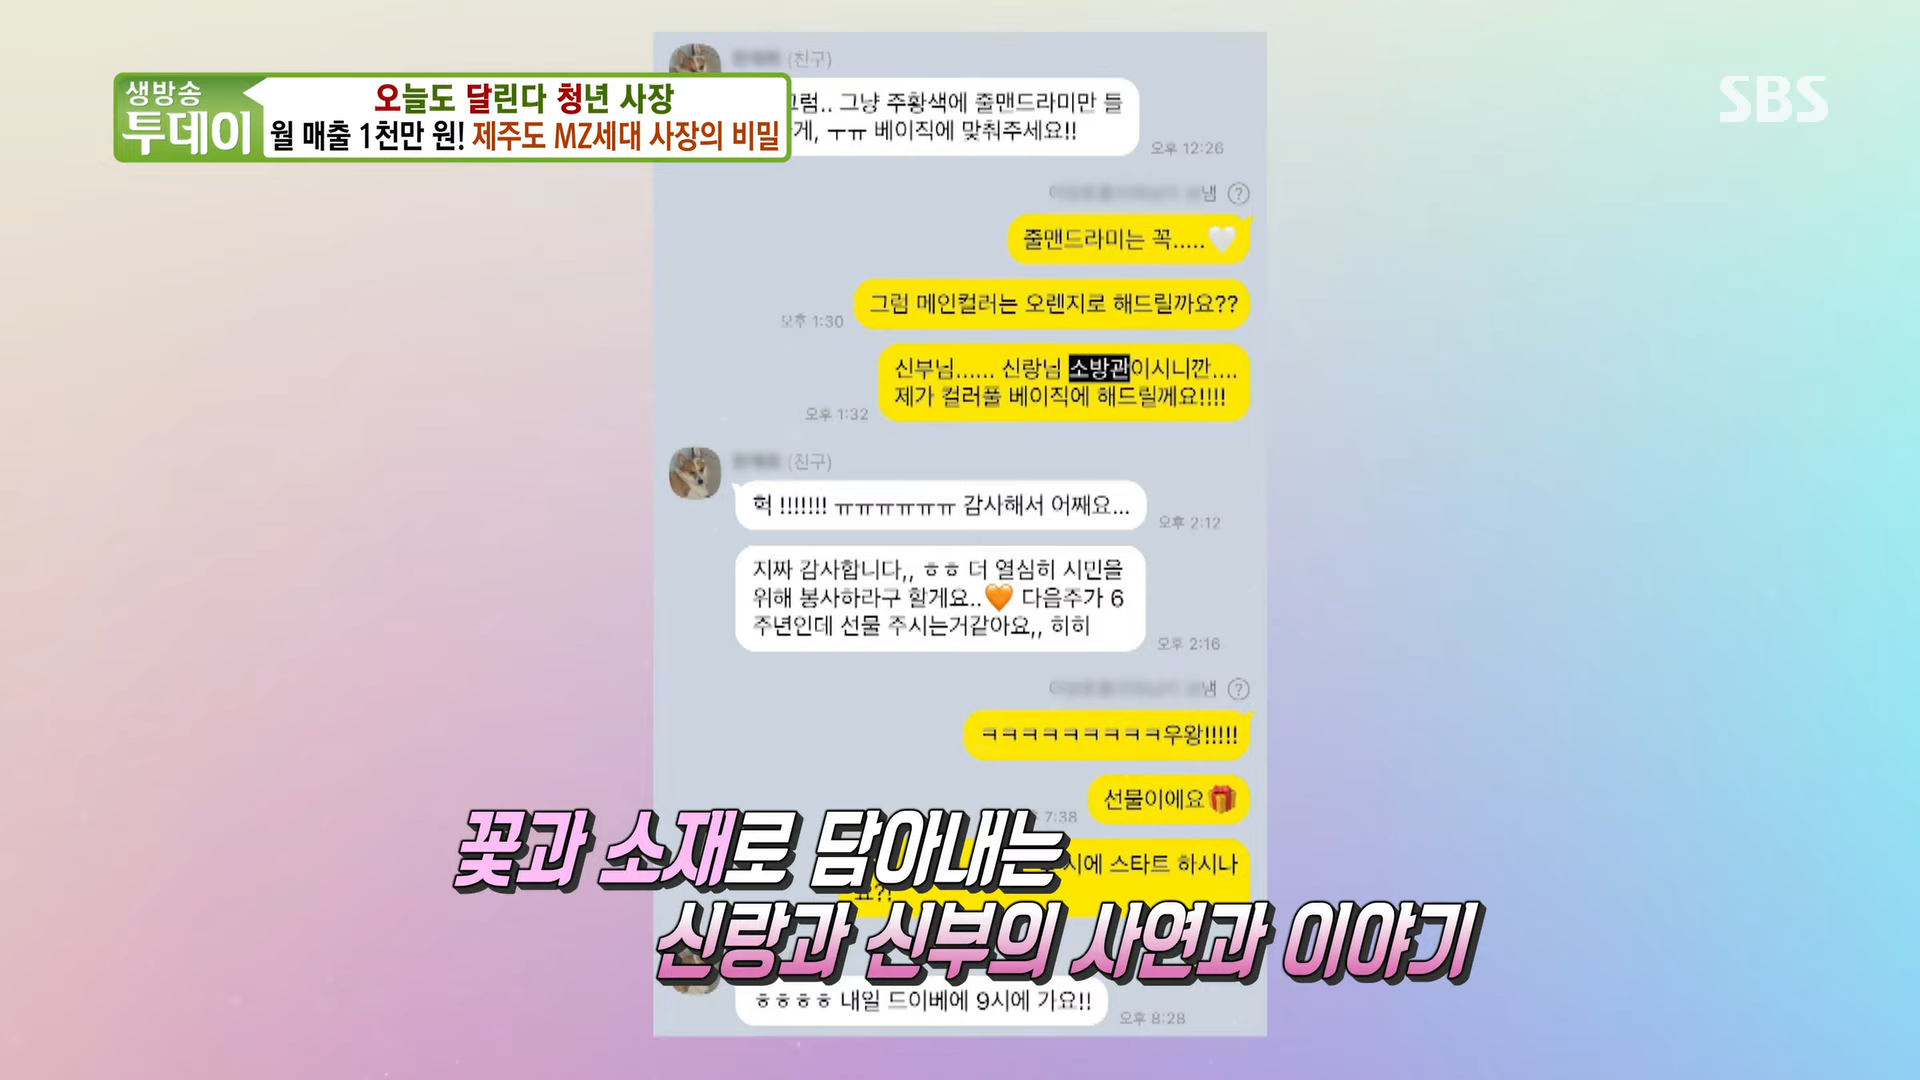 생방송
투데이
오늘도 달린다 청년 사장
월 매출 1천만 원! 제주도 MZ세대 사장의 비밀
SBS
(친구)
그럼.. 그냥 주황색에 줄맨드라미만 들
게, ㅜㅠ 베이직에 맞춰주세요!!
오후 12:26
냄 ?
줄맨드라미는 꼭.....🤍
그럼 메인컬러는 오렌지로 해드릴까요??
오후 1:30
신부님...... 신랑님 소방관이시니깐....
제가 컬러풀 베이직에 해드릴께요!!!!
오후 1:32
(친구)
헉 !!!!!!! ㅠㅠㅠㅠㅠㅠ 감사해서 어째요...
오후 2:12
지짜 감사합니다,, ㅎㅎ 더 열심히 시민을
위해 봉사하라구 할게요..🧡 다음주가 6
주년인데 선물 주시는거같아요,, 히히
오후 2:16
냄 ?
ㅋㅋㅋㅋㅋㅋㅋㅋㅋ우왕!!!!!
선물이에요🎁
7:38
시에 스타트 하시나
요?!
꽃과 소재로 담아내는
신랑과 신부의 사연과 이야기
ㅎㅎㅎㅎ 내일 드이베에 9시에 가요!!
오후 8:28